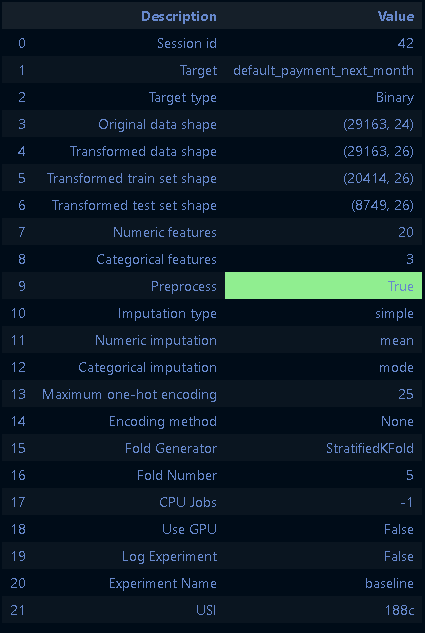 Description Value
0 Session id 42
1 Target default_payment_next_month
2 Target type Binary
3 Original data shape (29163, 24)
4 Transformed data shape (29163, 26)
5 Transformed train set shape (20414, 26)
6 Transformed test set shape (8749, 26)
7 Numeric features 20
8 Categorical features 3
9 Preprocess True
10 Imputation type simple
11 Numeric imputation mean
12 Categorical imputation mode
13 Maximum one-hot encoding 25
14 Encoding method None
15 Fold Generator StratifiedKFold
16 Fold Number 5
17 CPU Jobs -1
18 Use GPU False
19 Log Experiment False
20 Experiment Name baseline
21 USI 188c